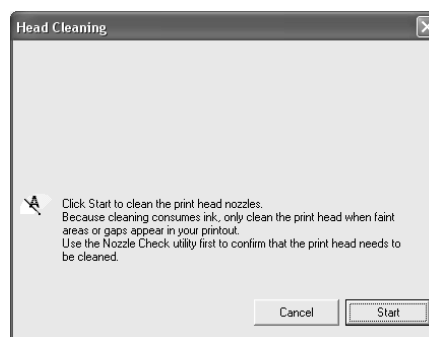 Head Cleaning
Click Start to clean the print head nozzles.
Because cleaning consumes ink, only clean the print head when faint
areas or gaps appear in your printout.
Use the Nozzle Check utility first to confirm that the print head needs to
be cleaned.
Cancel
Start